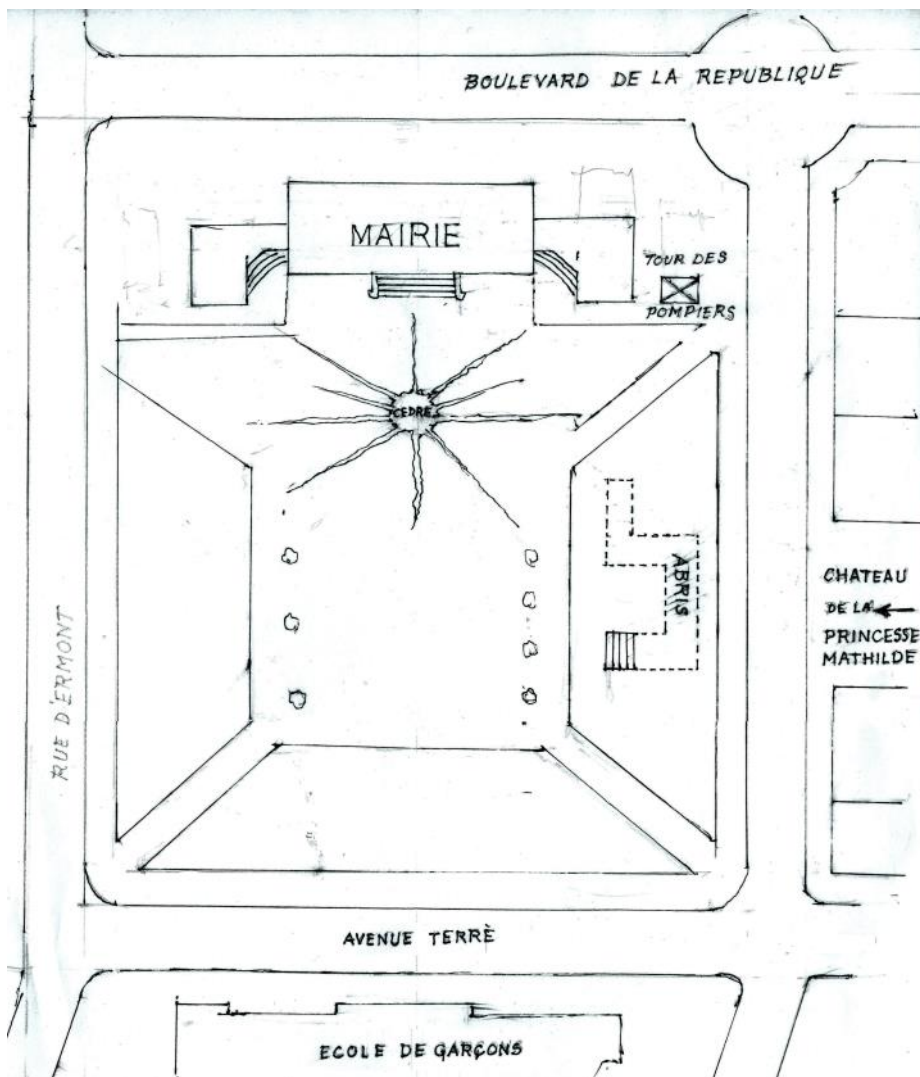 BOULEVARD DE LA REPUBLIQUE
MAIRIE
TOUR DES
POMPIERS
CEDRE
ABRIS
CHATEAU
DE LA
PRINCESSE
MATHILDE
RUE D'ERMONT
AVENUE TERRÈ
ECOLE DE GARÇONS